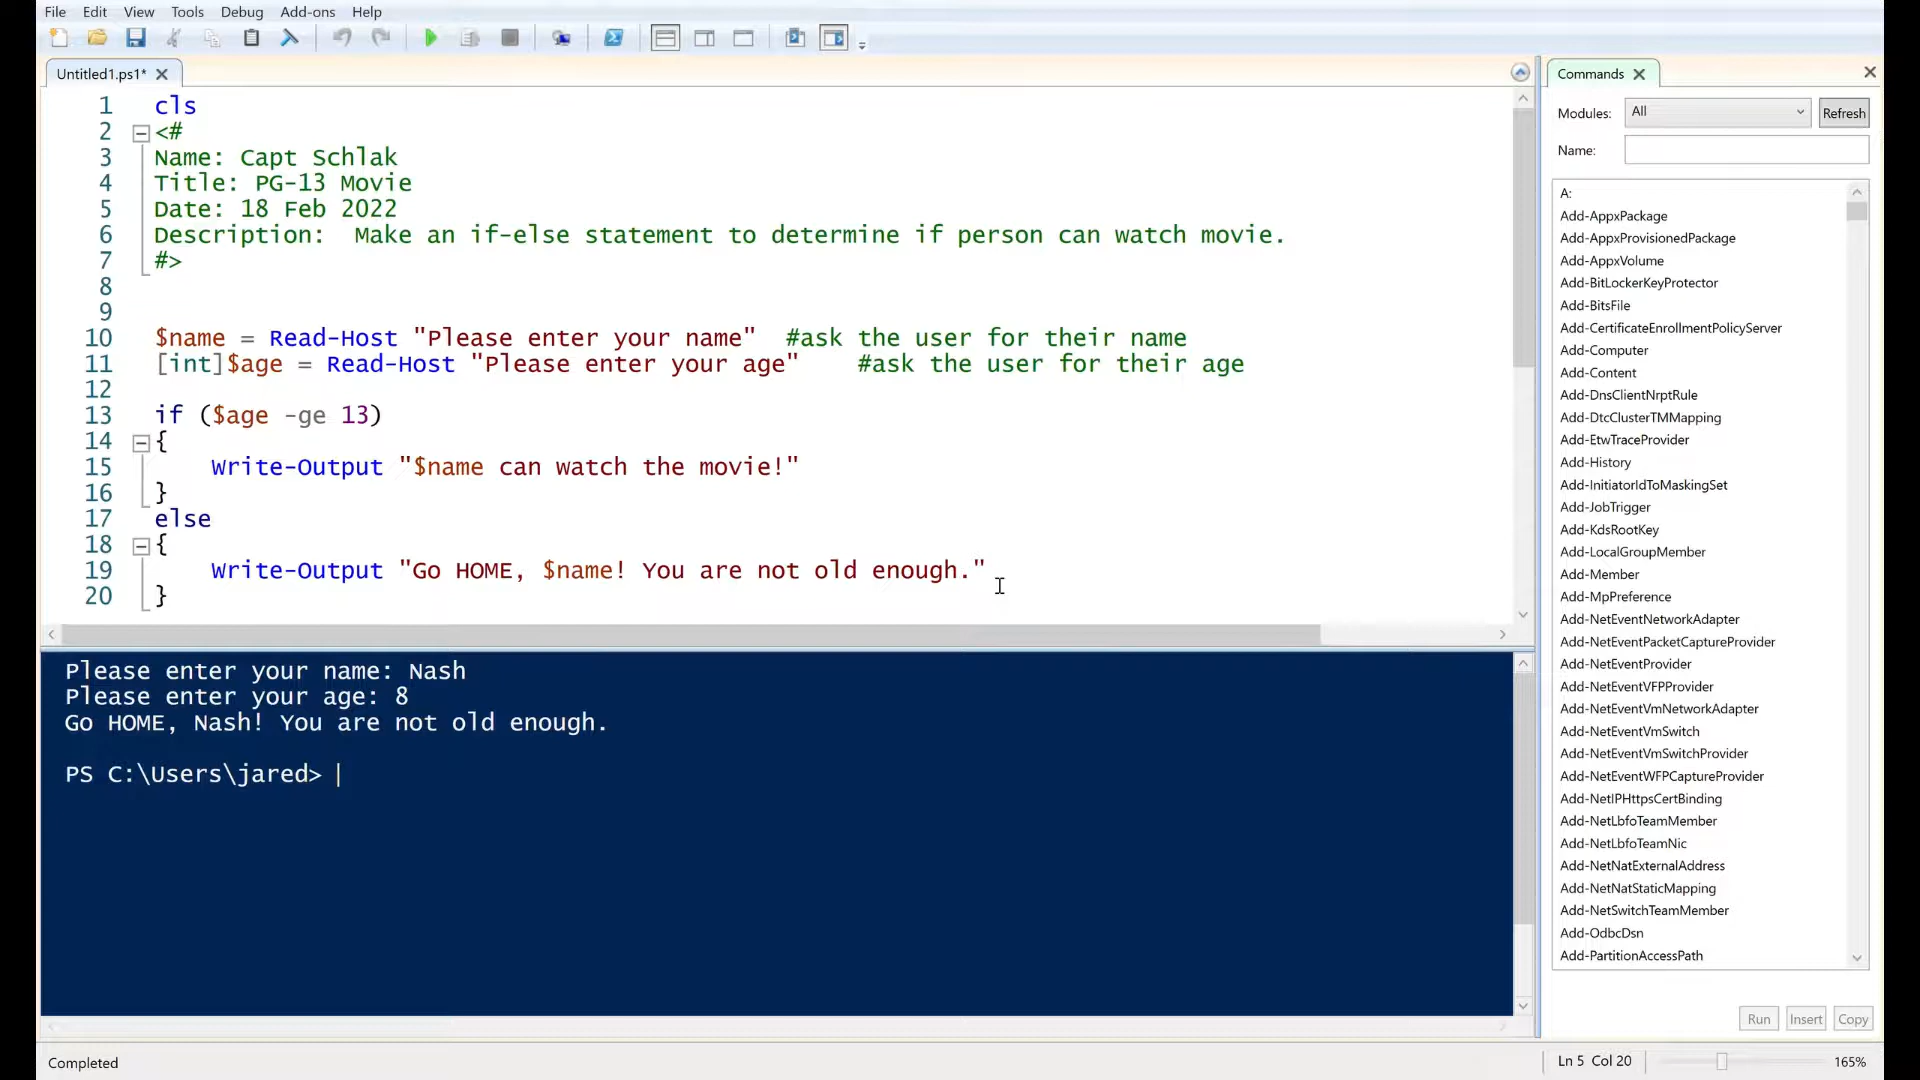 File Edit View Tools Debug Add-ons Help
Untitled1.ps1*
1 cls
2 <#
3 Name: Capt Schlak
4 Title: PG-13 Movie
5 Date: 18 Feb 2022
6 Description:  Make an if-else statement to determine if person can watch movie.
7 #>
8
9
10 $name = Read-Host "Please enter your name"  #ask the user for their name
11 [int]$age = Read-Host "Please enter your age"    #ask the user for their age
12
13 if ($age -ge 13)
14 {
15     Write-Output "$name can watch the movie!"
16 }
17 else
18 {
19     Write-Output "Go HOME, $name! You are not old enough."
20 }
Please enter your name: Nash
Please enter your age: 8
Go HOME, Nash! You are not old enough.
PS C:\Users\jared>
Completed
Commands
Modules: All Refresh
Name:
A:
Add-AppxPackage
Add-AppxProvisionedPackage
Add-AppxVolume
Add-BitLockerKeyProtector
Add-BitsFile
Add-CertificateEnrollmentPolicyServer
Add-Computer
Add-Content
Add-DnsClientNrptRule
Add-DtcClusterTMMapping
Add-EtwTraceProvider
Add-History
Add-InitiatorIdToMaskingSet
Add-JobTrigger
Add-KdsRootKey
Add-LocalGroupMember
Add-Member
Add-MpPreference
Add-NetEventNetworkAdapter
Add-NetEventPacketCaptureProvider
Add-NetEventProvider
Add-NetEventVFPProvider
Add-NetEventVmNetworkAdapter
Add-NetEventVmSwitch
Add-NetEventVmSwitchProvider
Add-NetEventWFPCaptureProvider
Add-NetIPHttpsCertBinding
Add-NetLbfoTeamMember
Add-NetLbfoTeamNic
Add-NetNatExternalAddress
Add-NetNatStaticMapping
Add-NetSwitchTeamMember
Add-OdbcDsn
Add-PartitionAccessPath
Run Insert Copy
Ln 5 Col 20 165%